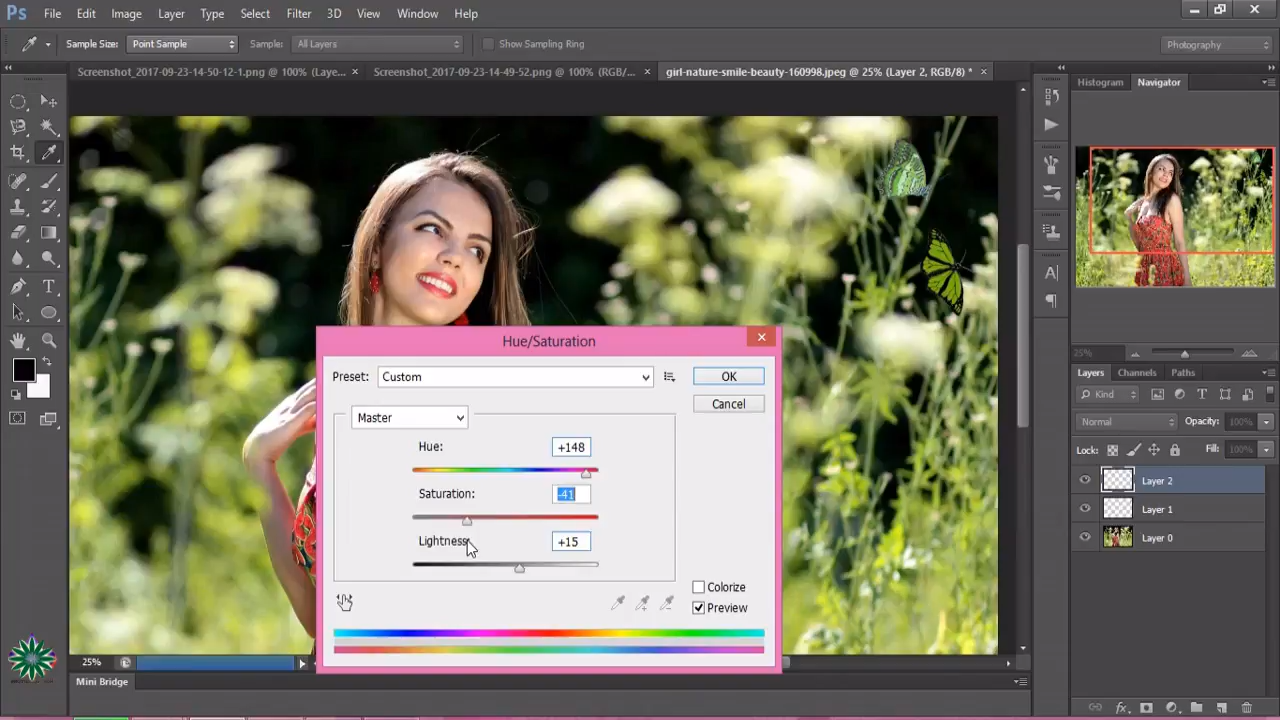 Ps File Edit Image Layer Type Select Filter 3D View Window Help
Sample Size: Point Sample Sample: All Layers Show Sampling Ring Photography
Screenshot_2017-09-23-14-50-12-1.png @ 100% (Laye... × Screenshot_2017-09-23-14-49-52.png @ 100% (RGB/... × girl-nature-smile-beauty-160998.jpeg @ 25% (Layer 2, RGB/8) * ×
Histogram Navigator
25%
Layers Channels Paths
Kind
Normal Opacity: 100%
Lock: Fill: 100%
Layer 2
Layer 1
Layer 0
Hue/Saturation
Preset: Custom OK
Cancel
Master
Hue: +148
Saturation: -41
Lightness: +15
Colorize
Preview
25%
Mini Bridge